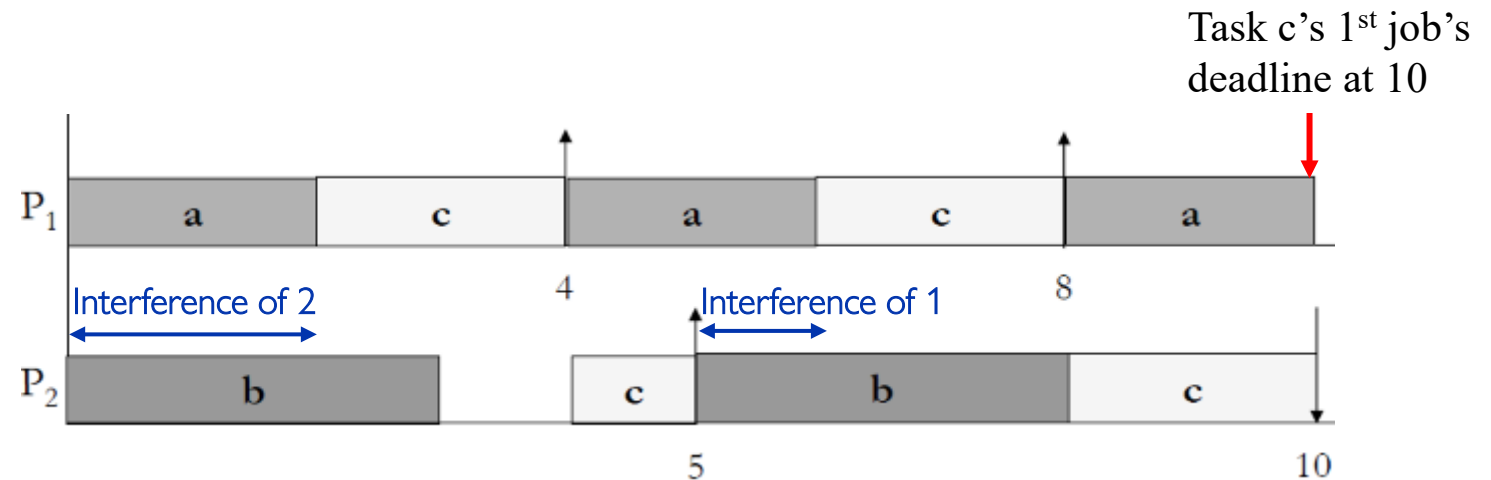 Task c’s 1st job’s
deadline at 10
P1 a c a c a
4 8
Interference of 2 Interference of 1
P2 b c b c
5 10